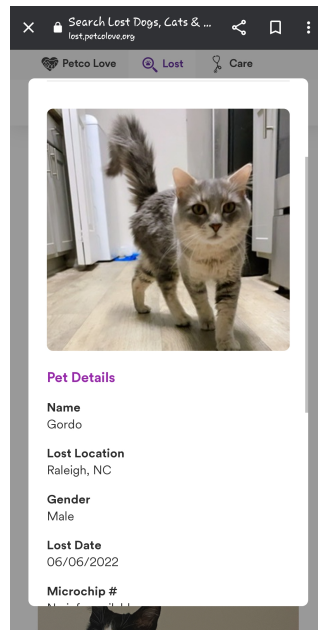 Search Lost Dogs, Cats & ...
lost.petcolove.org
Petco Love Lost Care
Pet Details
Name
Gordo
Lost Location
Raleigh, NC
Gender
Male
Lost Date
06/06/2022
Microchip #